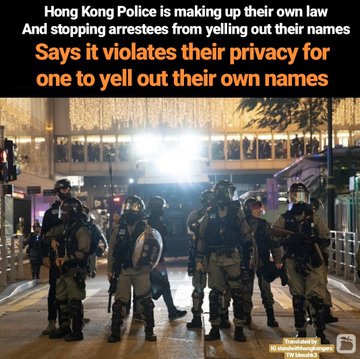 Hong Kong Police is making up their own law
And stopping arrestees from yelling out their names
Says it violates their privacy for
one to yell out their own names
Translated by
IG standwithhongkongers
TW blesshk3